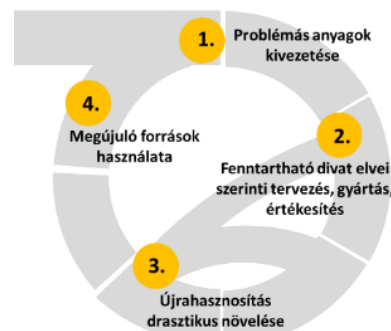 1.
Problémás anyagok
kivezetése
2.
Fenntartható divat elvei
szerinti tervezés, gyártás,
értékesítés
3.
Újrahasznosítás
drasztikus növelése
4.
Megújuló források
használata